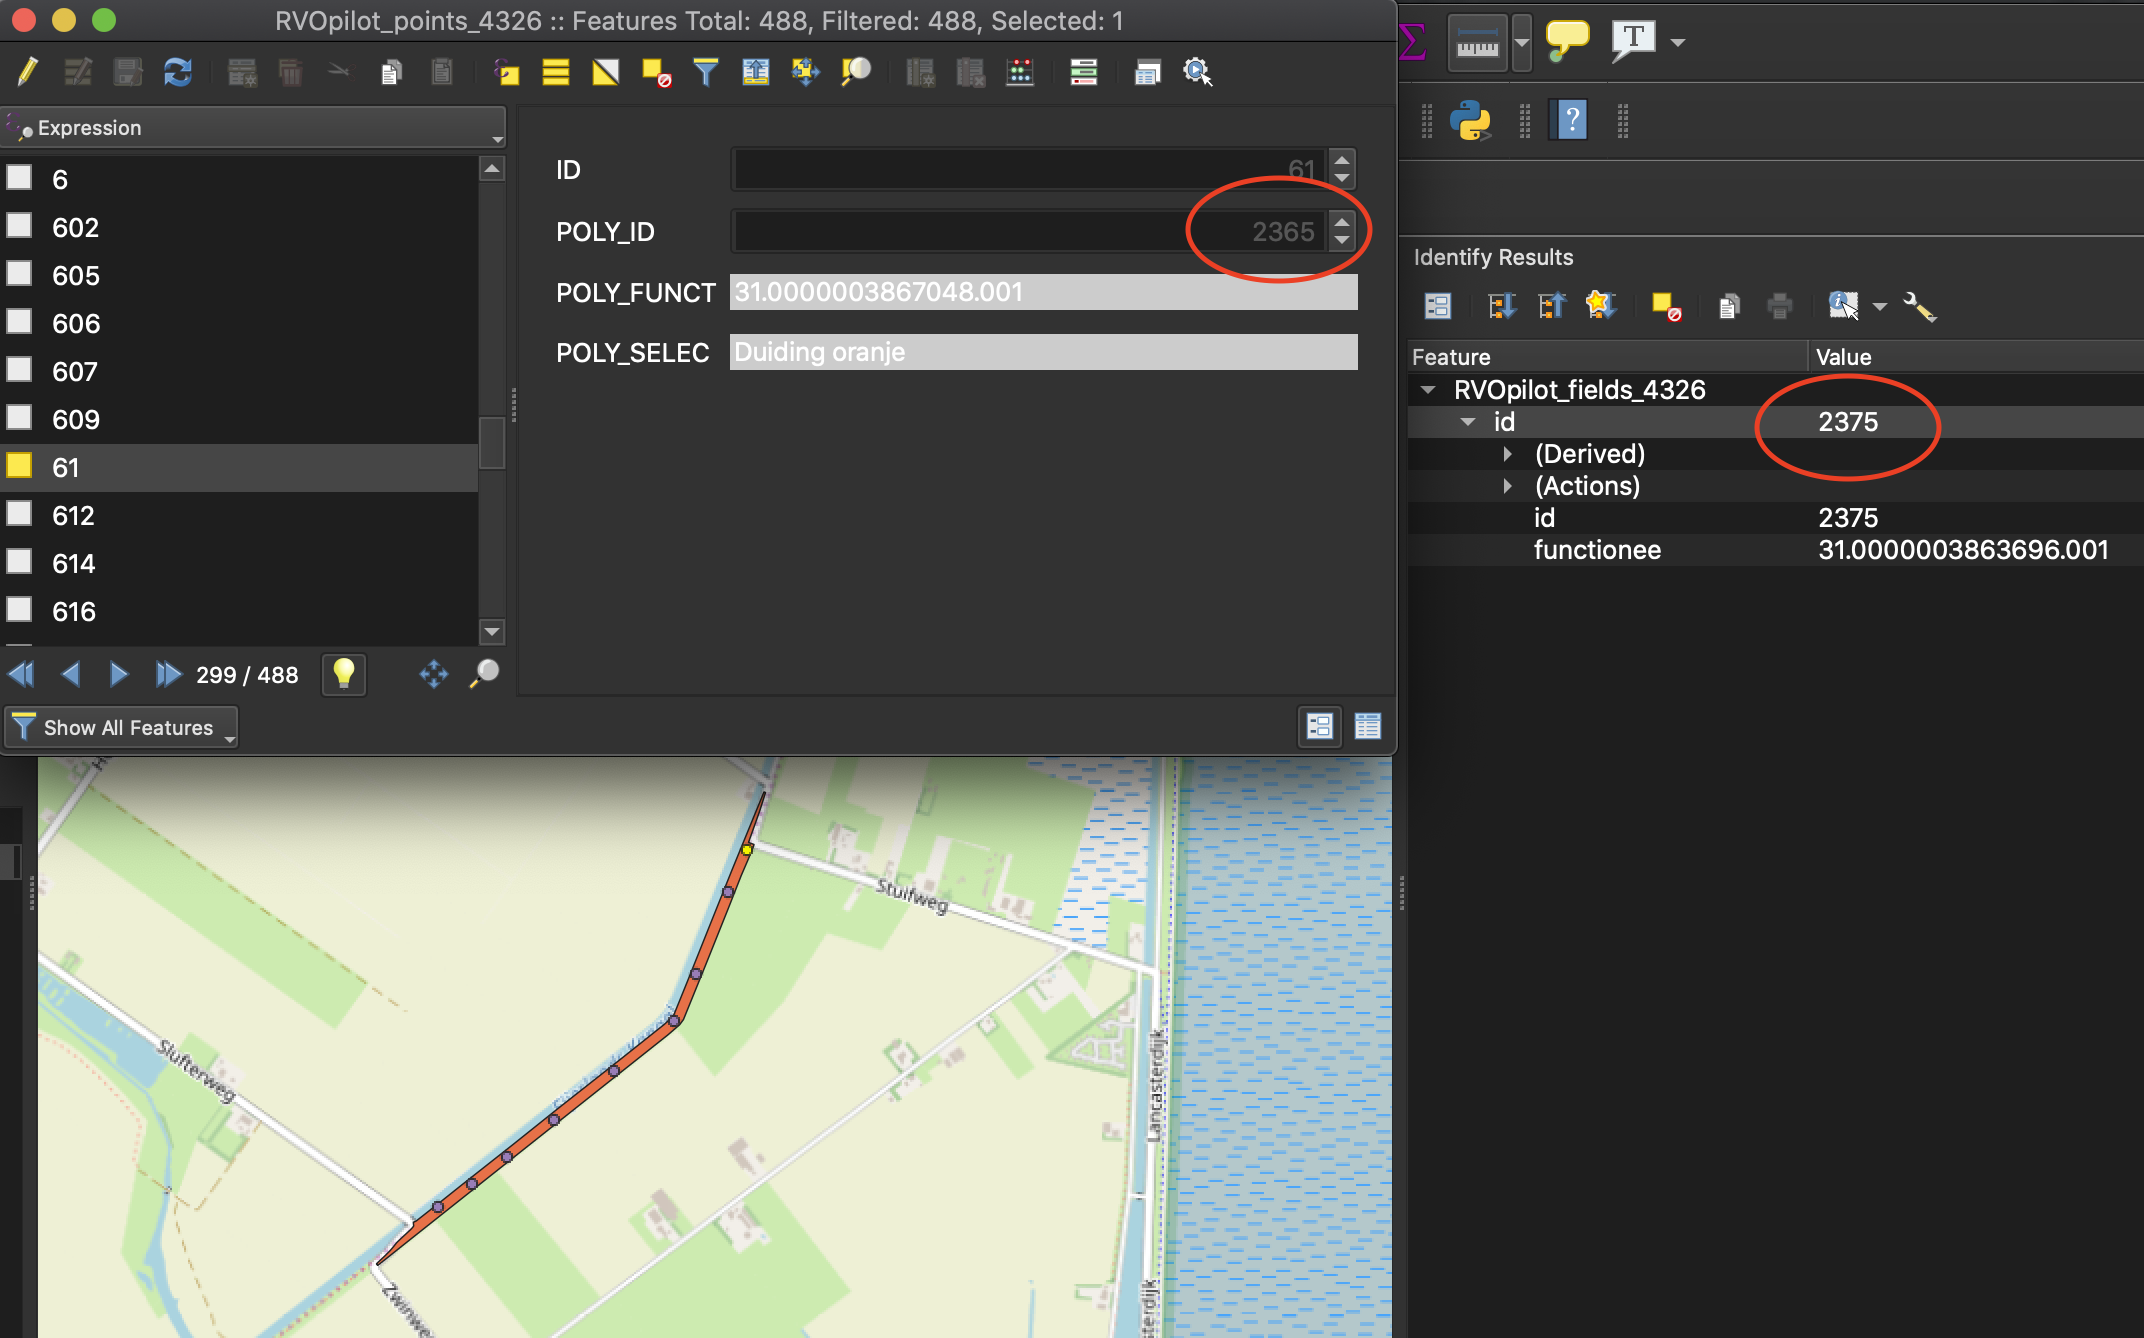 RVOpilot_points_4326 :: Features Total: 488, Filtered: 488, Selected: 1
Expression
6
602
605
606
607
609
61
612
614
616
299 / 488
Show All Features
ID 61
POLY_ID 2365
POLY_FUNCT 31.0000003867048.001
POLY_SELEC Duiding oranje
T
?
Identify Results
Feature Value
RVOpilot_fields_4326
id 2375
(Derived)
(Actions)
id 2375
functionee 31.0000003863696.001
Stuifweg
Slufterweg
Lancasterdijk